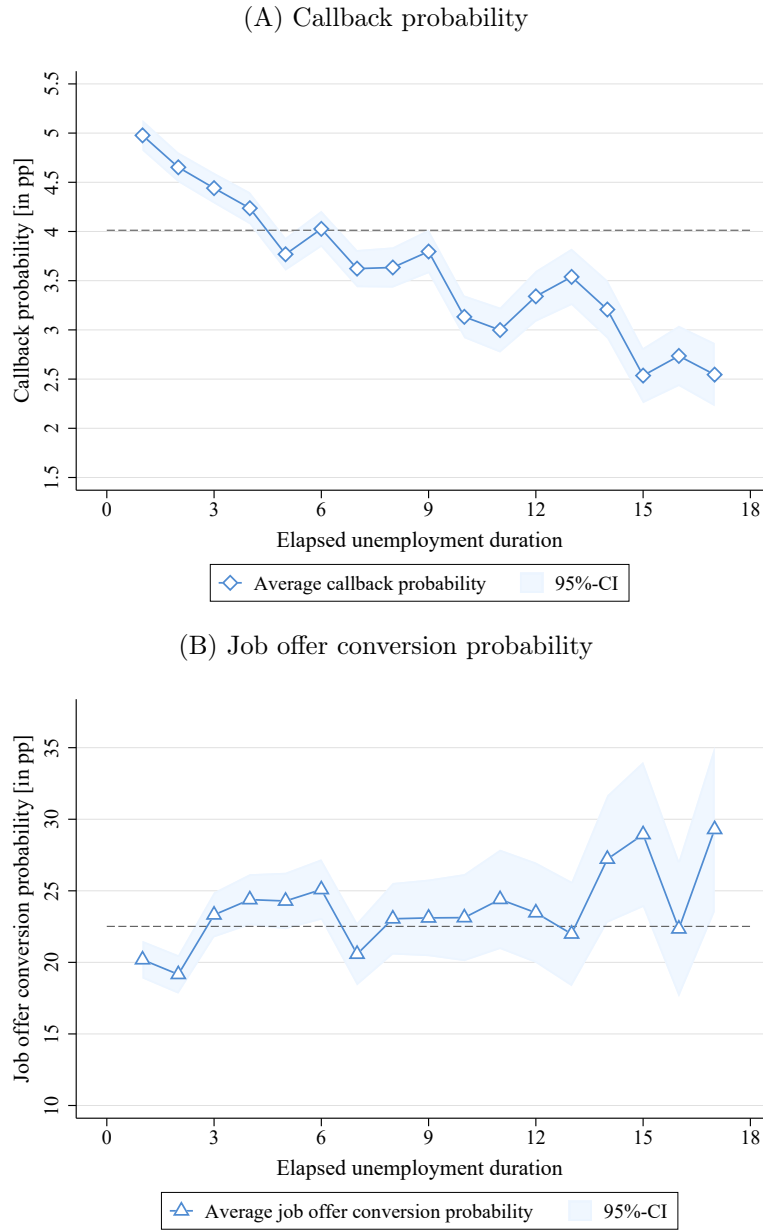 (A) Callback probability
Callback probability [in pp]
5.5
5
4.5
4
3.5
3
2.5
2
1.5
0 3 6 9 12 15 18
Elapsed unemployment duration
Average callback probability 95%-CI
(B) Job offer conversion probability
Job offer conversion probability [in pp]
35
30
25
20
15
10
0 3 6 9 12 15 18
Elapsed unemployment duration
Average job offer conversion probability 95%-CI